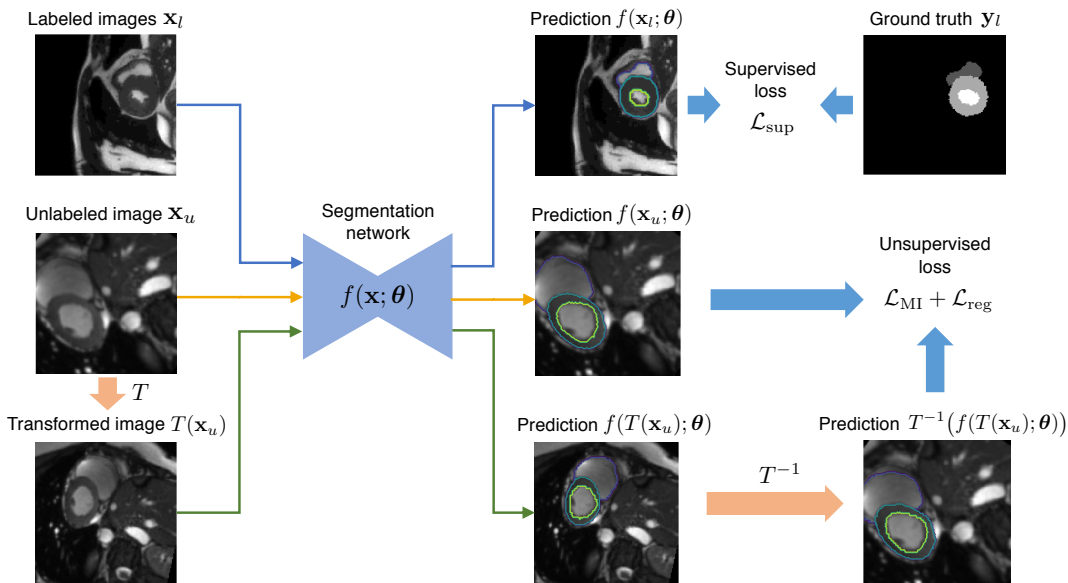 Labeled images x_l
Prediction f(x_l; θ)
Ground truth y_l
Supervised
loss
ℒ_sup
Unlabeled image x_u
Segmentation
network
f(x; θ)
Prediction f(x_u; θ)
Unsupervised
loss
ℒ_MI + ℒ_reg
T
Transformed image T(x_u)
Prediction f(T(x_u); θ)
T⁻¹
Prediction T⁻¹(f(T(x_u); θ))